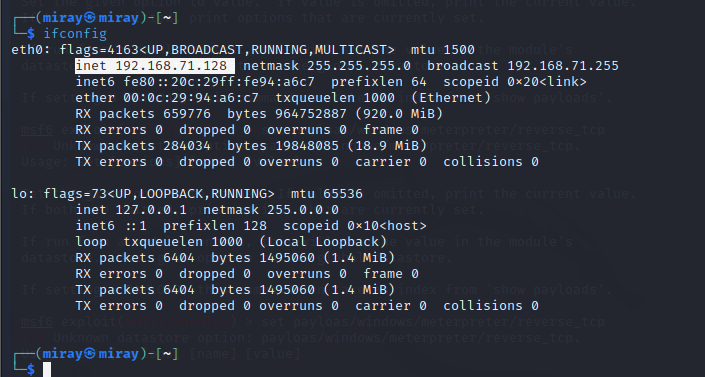 ┌──(miray㉿miray)-[~]
└─$ ifconfig
eth0: flags=4163<UP,BROADCAST,RUNNING,MULTICAST>  mtu 1500
inet 192.168.71.128  netmask 255.255.255.0  broadcast 192.168.71.255
inet6 fe80::20c:29ff:fe94:a6c7  prefixlen 64  scopeid 0×20<link>
ether 00:0c:29:94:a6:c7  txqueuelen 1000  (Ethernet)
RX packets 659776  bytes 964752887 (920.0 MiB)
RX errors 0  dropped 0  overruns 0  frame 0
TX packets 284034  bytes 19848085 (18.9 MiB)
TX errors 0  dropped 0 overruns 0  carrier 0  collisions 0
lo: flags=73<UP,LOOPBACK,RUNNING>  mtu 65536
inet 127.0.0.1  netmask 255.0.0.0
inet6 ::1  prefixlen 128  scopeid 0×10<host>
loop  txqueuelen 1000  (Local Loopback)
RX packets 6404  bytes 1495060 (1.4 MiB)
RX errors 0  dropped 0  overruns 0  frame 0
TX packets 6404  bytes 1495060 (1.4 MiB)
TX errors 0  dropped 0 overruns 0  carrier 0  collisions 0
┌──(miray㉿miray)-[~]
└─$